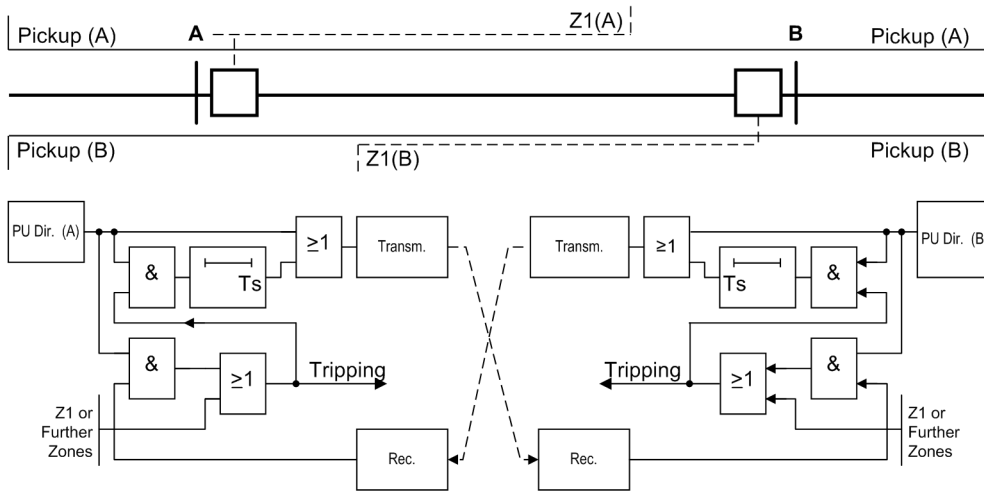 Pickup (A)
A
Z1(A)
B
Pickup (A)
Pickup (B)
Z1(B)
Pickup (B)
PU Dir. (A)
≥1
Transm.
Transm.
≥1
PU Dir. (B
&
Ts
Ts
&
&
≥1
Tripping
Tripping
≥1
&
Z1 or
Further
Zones
Rec.
Rec.
Z1 or
Further
Zones